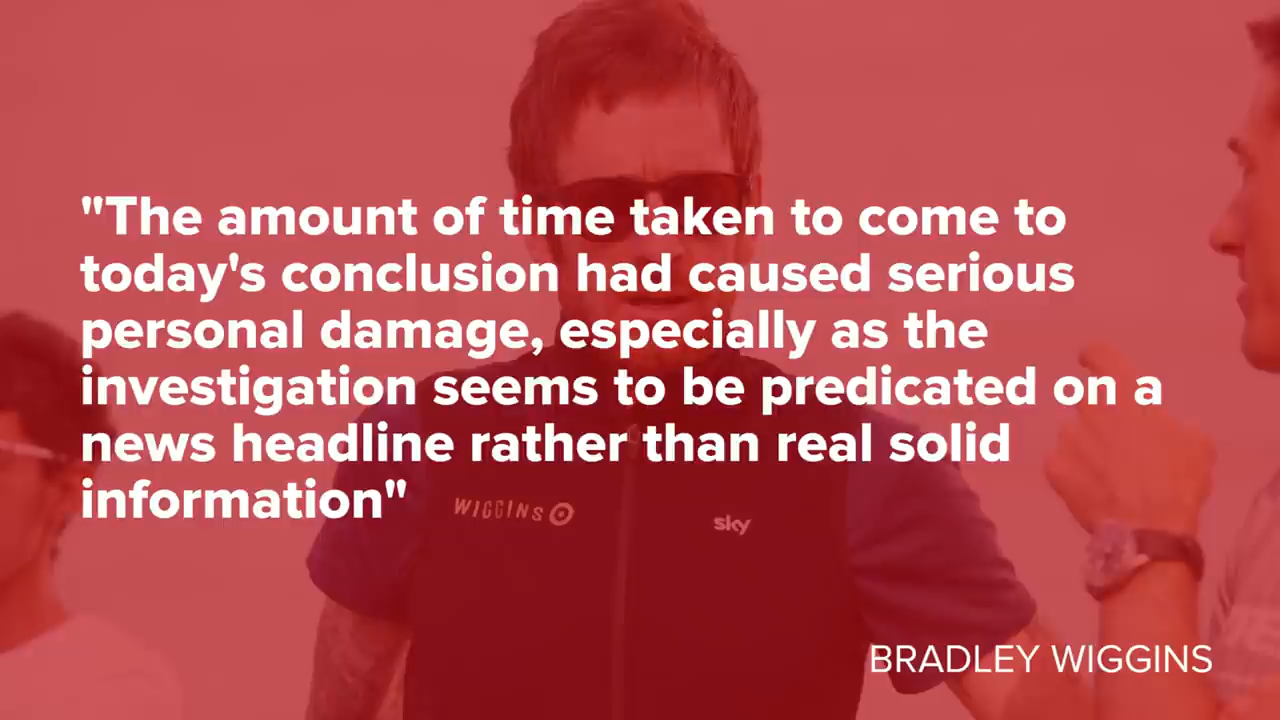 "The amount of time taken to come to
today's conclusion had caused serious
personal damage, especially as the
investigation seems to be predicated on a
news headline rather than real solid
information"
WIGGINS
sky
BRADLEY WIGGINS